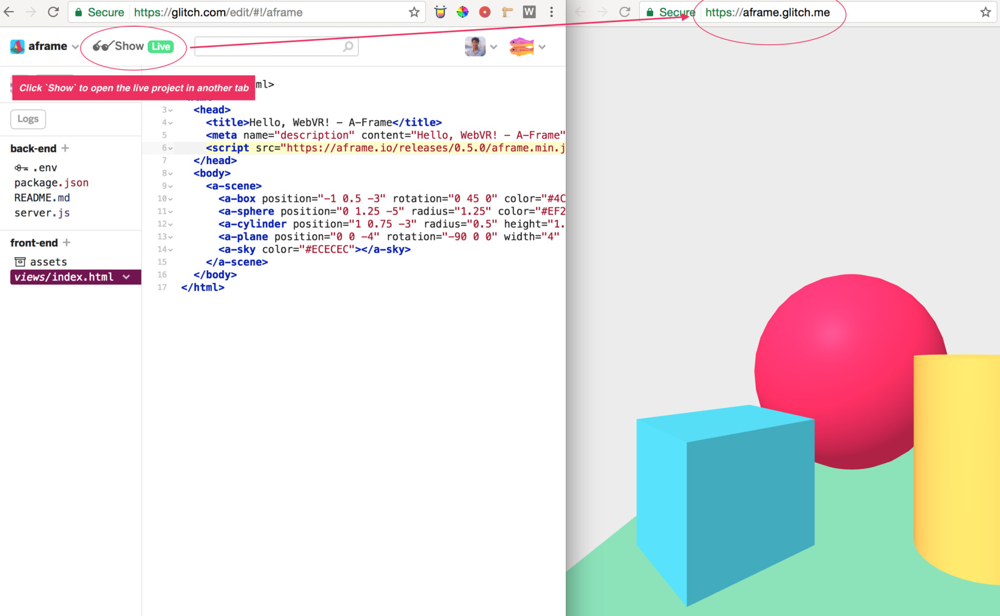 Secure https://glitch.com/edit/#!/aframe
W
Secure https://aframe.glitch.me
aframe Show Live
Click `Show` to open the live project in another tab
ml>
Logs
back-end +
.env
package.json
README.md
server.js
front-end +
assets
views/index.html
3 <head>
4 <title>Hello, WebVR! – A-Frame</title>
5 <meta name="description" content="Hello, WebVR! – A-Frame"
6 <script src="https://aframe.io/releases/0.5.0/aframe.min.j
7 </head>
8 <body>
9 <a-scene>
10 <a-box position="-1 0.5 -3" rotation="0 45 0" color="#4C
11 <a-sphere position="0 1.25 -5" radius="1.25" color="#EF2
12 <a-cylinder position="1 0.75 -3" radius="0.5" height="1.
13 <a-plane position="0 0 -4" rotation="-90 0 0" width="4"
14 <a-sky color="#ECECEC"></a-sky>
15 </a-scene>
16 </body>
17 </html>